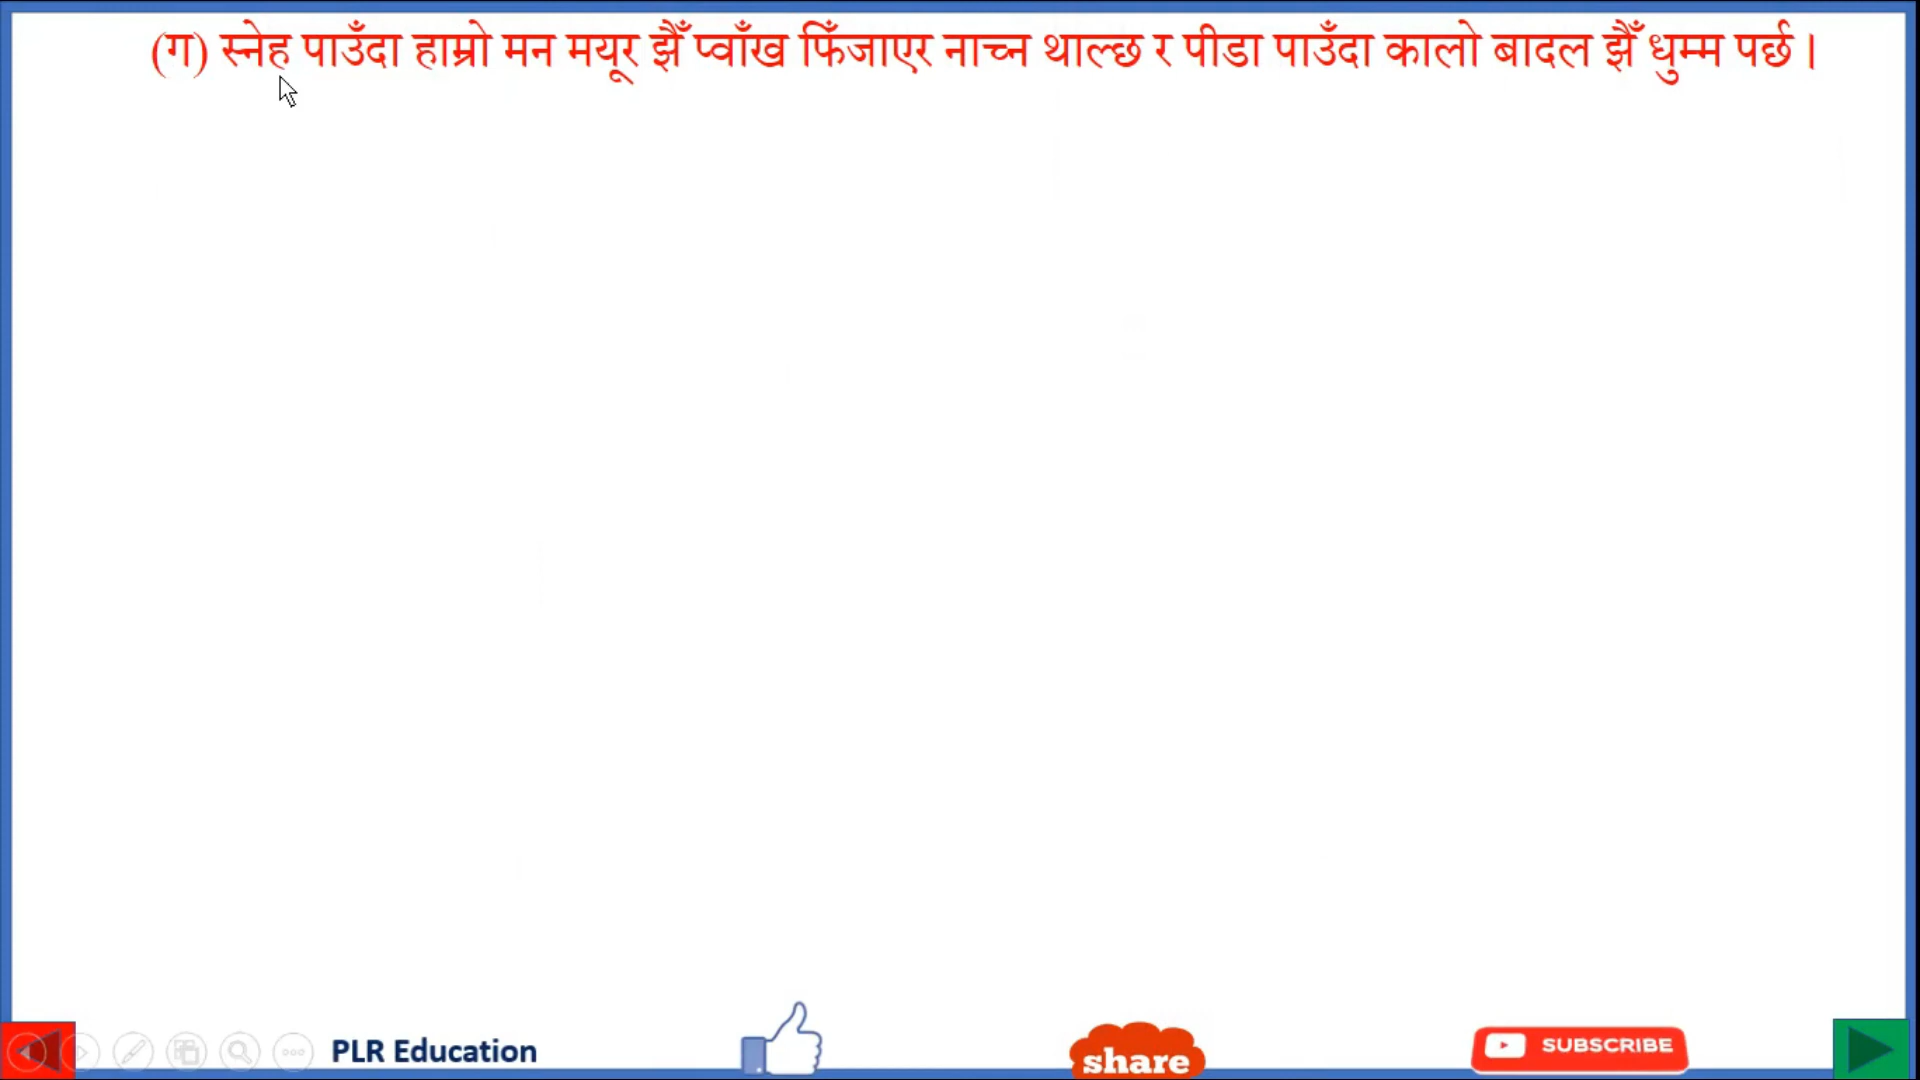 (ग) स्नेह पाउँदा हाम्रो मन मयूर झैँ प्वाँख फिँजाएर नाच्न थाल्छ र पीडा पाउँदा कालो बादल झैँ धुम्म पर्छ ।
PLR Education
share
SUBSCRIBE